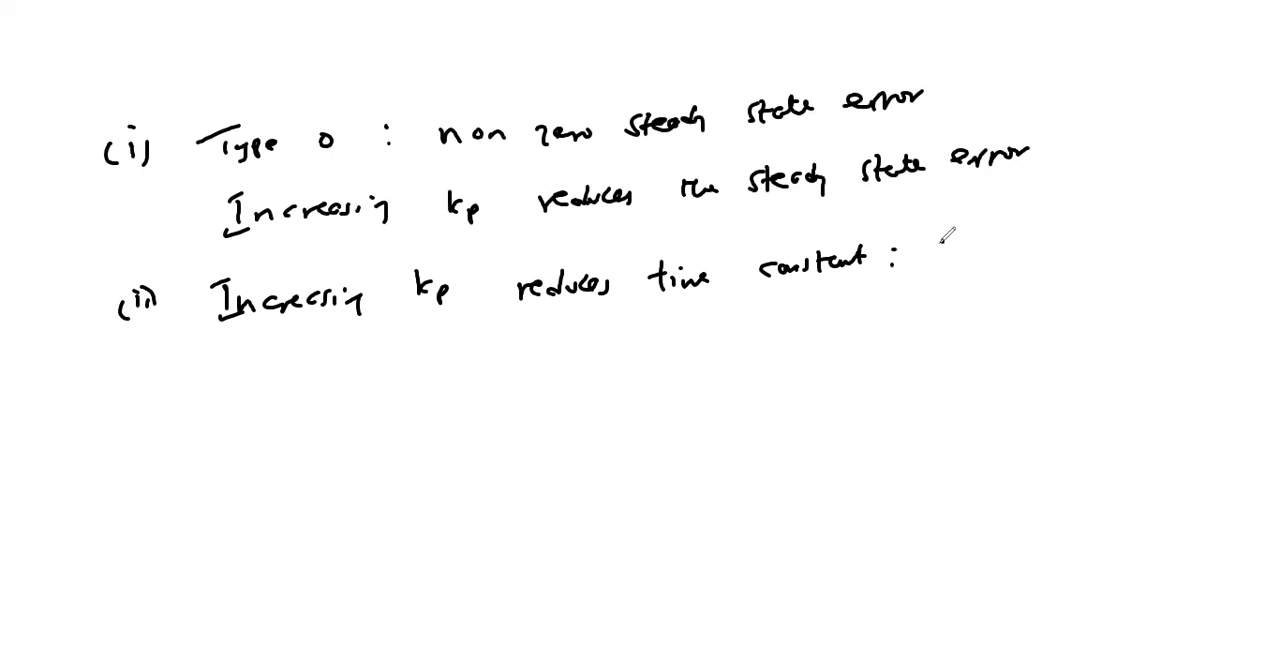 (i) Type 0 : non zero steady state error
Increasing kp reduces the steady state error
(ii) Increasing kp reduces time constant :